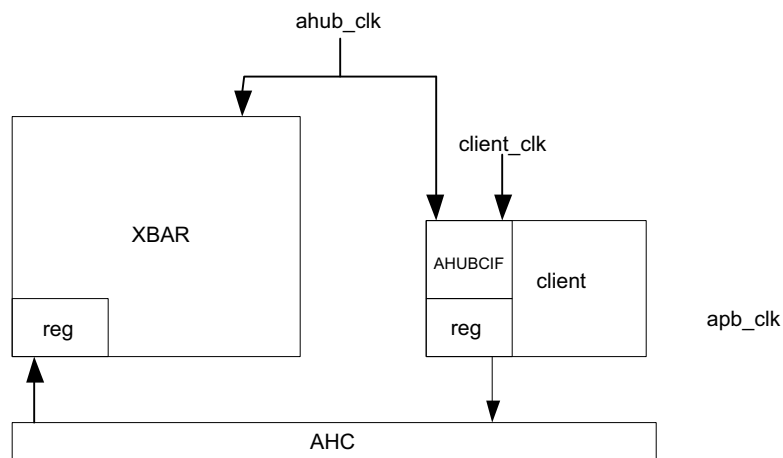 ahub_clk
client_clk
XBAR
AHUBCIF
client
reg
reg
apb_clk
AHC